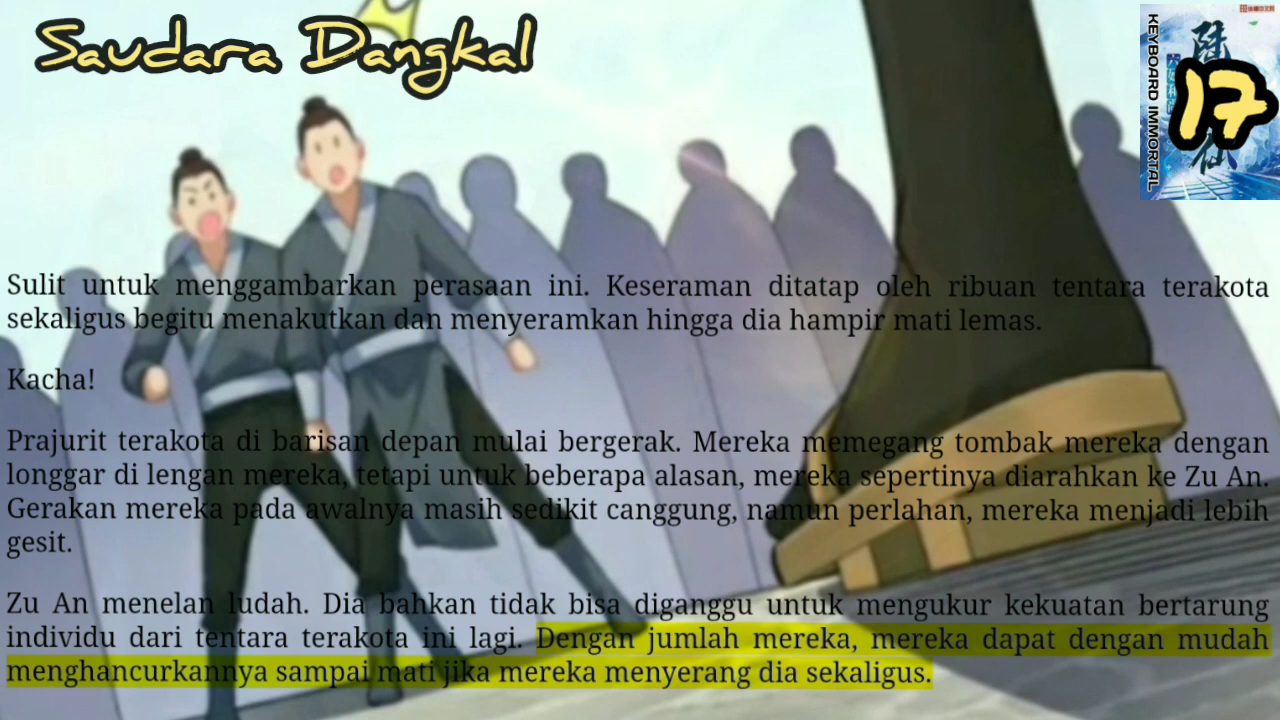 Saudara Dangkal
KEYBOARD IMMORTAL
17
Sulit untuk menggambarkan perasaan ini. Keseraman ditatap oleh ribuan tentara terakota
sekaligus begitu menakutkan dan menyeramkan hingga dia hampir mati lemas.
Kacha!
Prajurit terakota di barisan depan mulai bergerak. Mereka memegang tombak mereka dengan
longgar di lengan mereka, tetapi untuk beberapa alasan, mereka sepertinya diarahkan ke Zu An.
Gerakan mereka pada awalnya masih sedikit canggung, namun perlahan, mereka menjadi lebih
gesit.
Zu An menelan ludah. Dia bahkan tidak bisa diganggu untuk mengukur kekuatan bertarung
individu dari tentara terakota ini lagi. Dengan jumlah mereka, mereka dapat dengan mudah
menghancurkannya sampai mati jika mereka menyerang dia sekaligus.